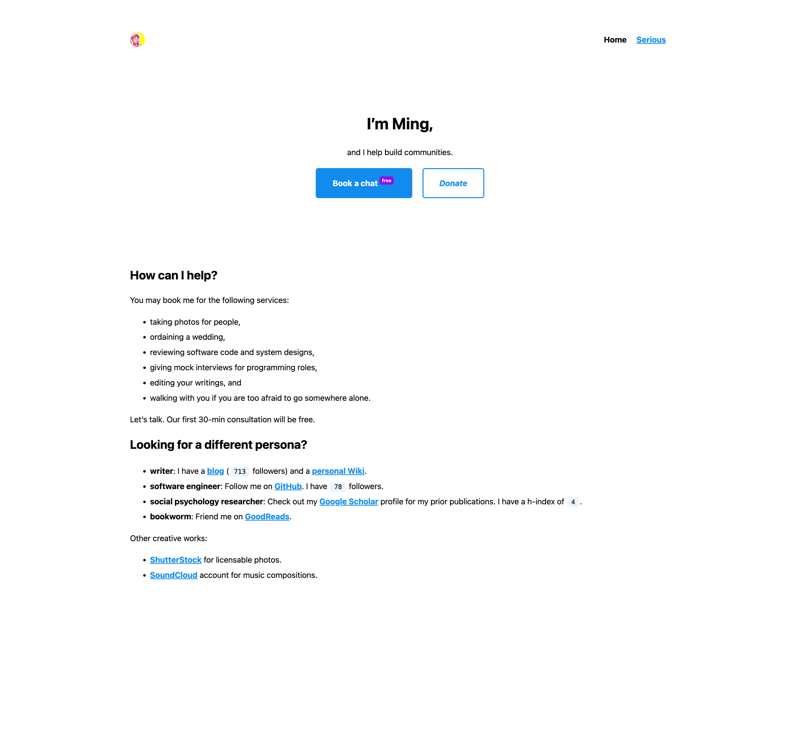 Home Serious
I’m Ming,
and I help build communities.
Book a chat free Donate
How can I help?
You may book me for the following services:
• taking photos for people,
• ordaining a wedding,
• reviewing software code and system designs,
• giving mock interviews for programming roles,
• editing your writings, and
• walking with you if you are too afraid to go somewhere alone.
Let’s talk. Our first 30-min consultation will be free.
Looking for a different persona?
• writer: I have a blog ( 713 followers) and a personal Wiki.
• software engineer: Follow me on GitHub. I have 78 followers.
• social psychology researcher: Check out my Google Scholar profile for my prior publications. I have a h-index of 4 .
• bookworm: Friend me on GoodReads.
Other creative works:
• ShutterStock for licensable photos.
• SoundCloud account for music compositions.